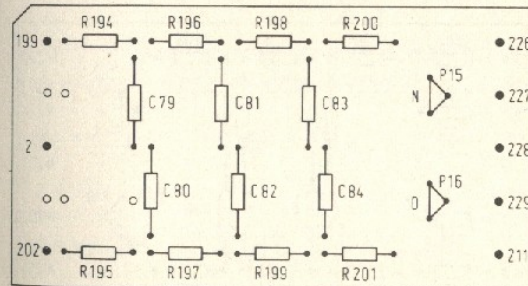 R194 R196 R198 R200
199 226
P15
C79 C81 C83 N 227
2 228
P16
C80 C82 C84 O 229
202 211
R195 R197 R199 R201